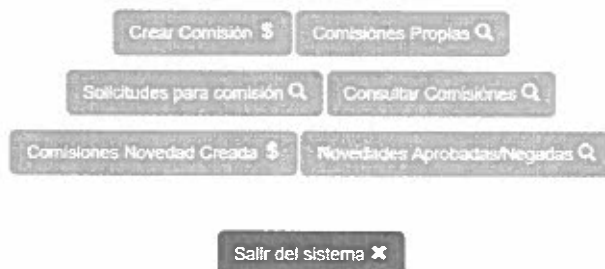 Crear Comisión $ Comisiones Propias
Solicitudes para comisión Consultar Comisiones
Comisiones Novedad Creada $ Novedades Aprobadas/Negadas
Salir del sistema ✖